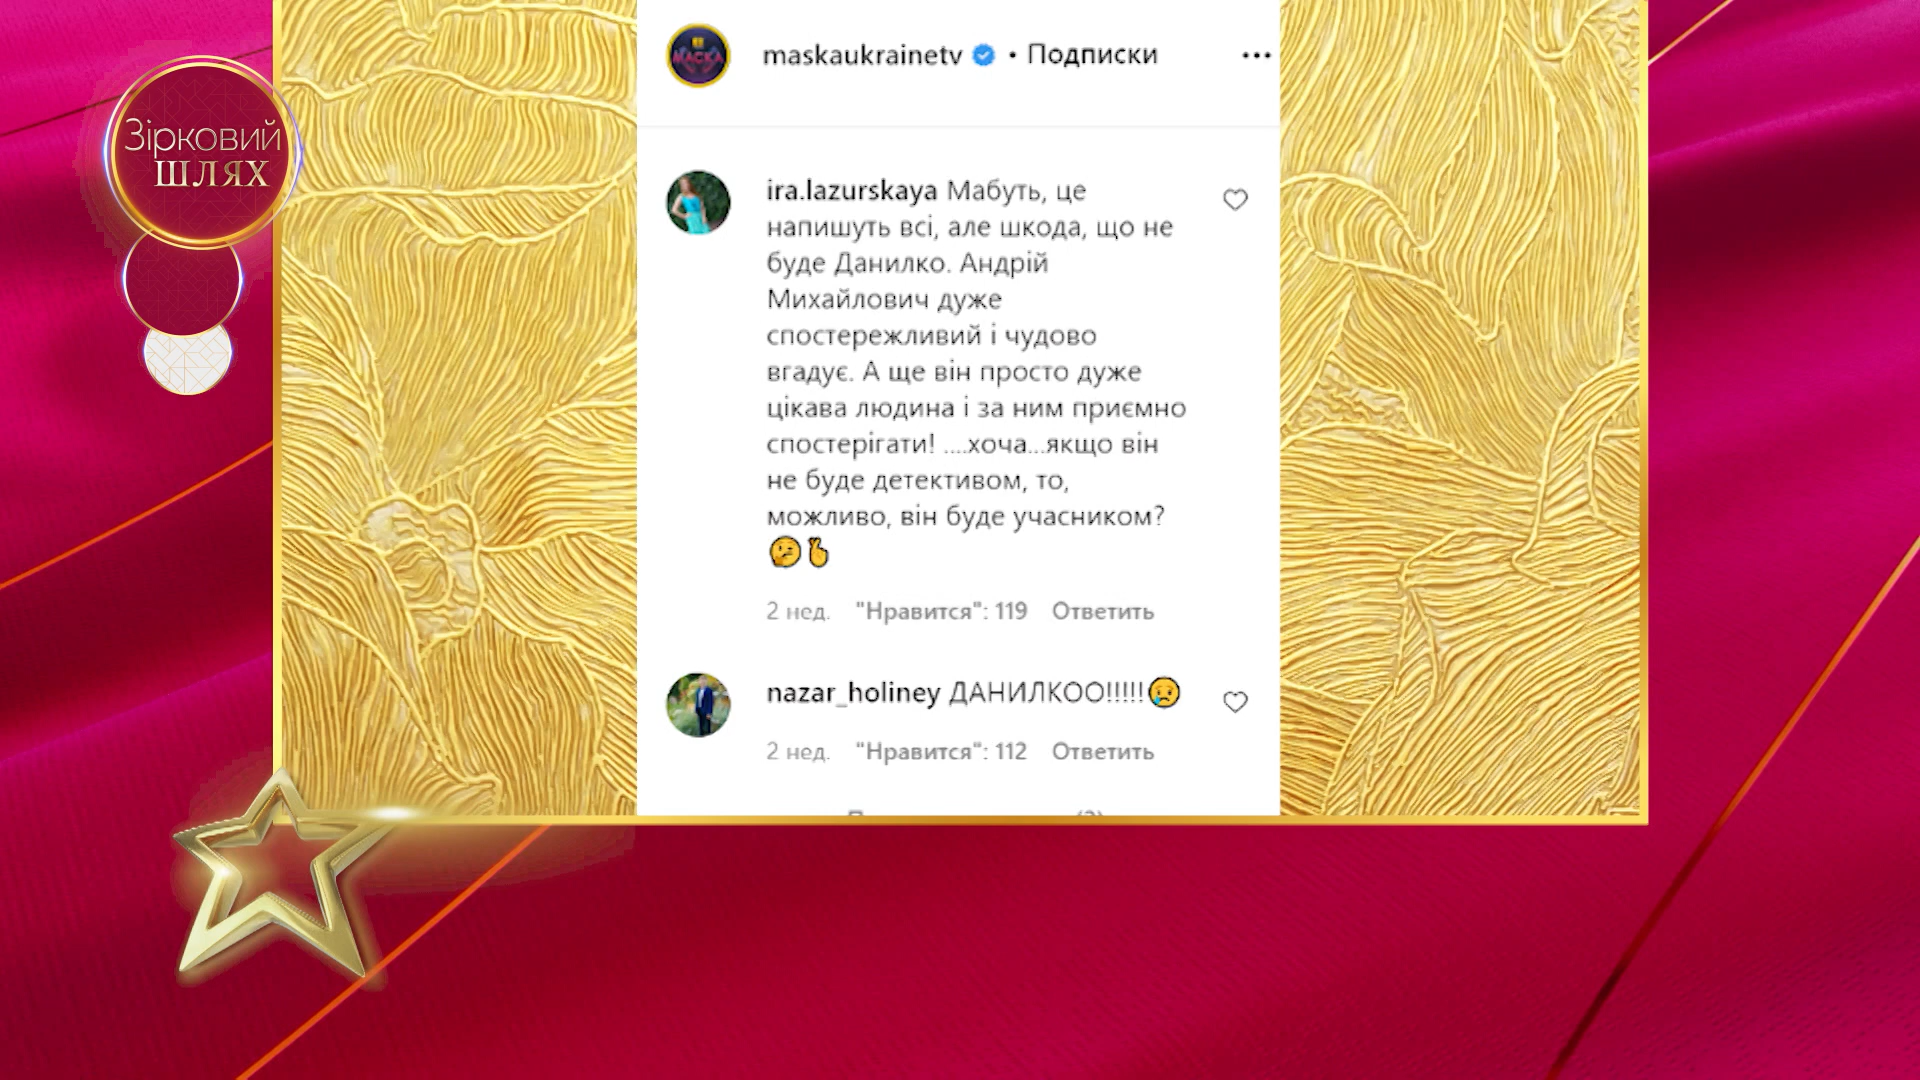 Зірковий
ШЛЯХ
МАСКА
maskaukrainetv • Подписки
ira.lazurskaya Мабуть, це
напишуть всі, але шкода, що не
буде Данилко. Андрій
Михайлович дуже
спостережливий і чудово
вгадує. А ще він просто дуже
цікава людина і за ним приємно
спостерігати! ....хоча...якщо він
не буде детективом, то,
можливо, він буде учасником?
🤔🫰
2 нед. "Нравится": 119 Ответить
nazar_holiney ДАНИЛКОО!!!!!😢
2 нед. "Нравится": 112 Ответить